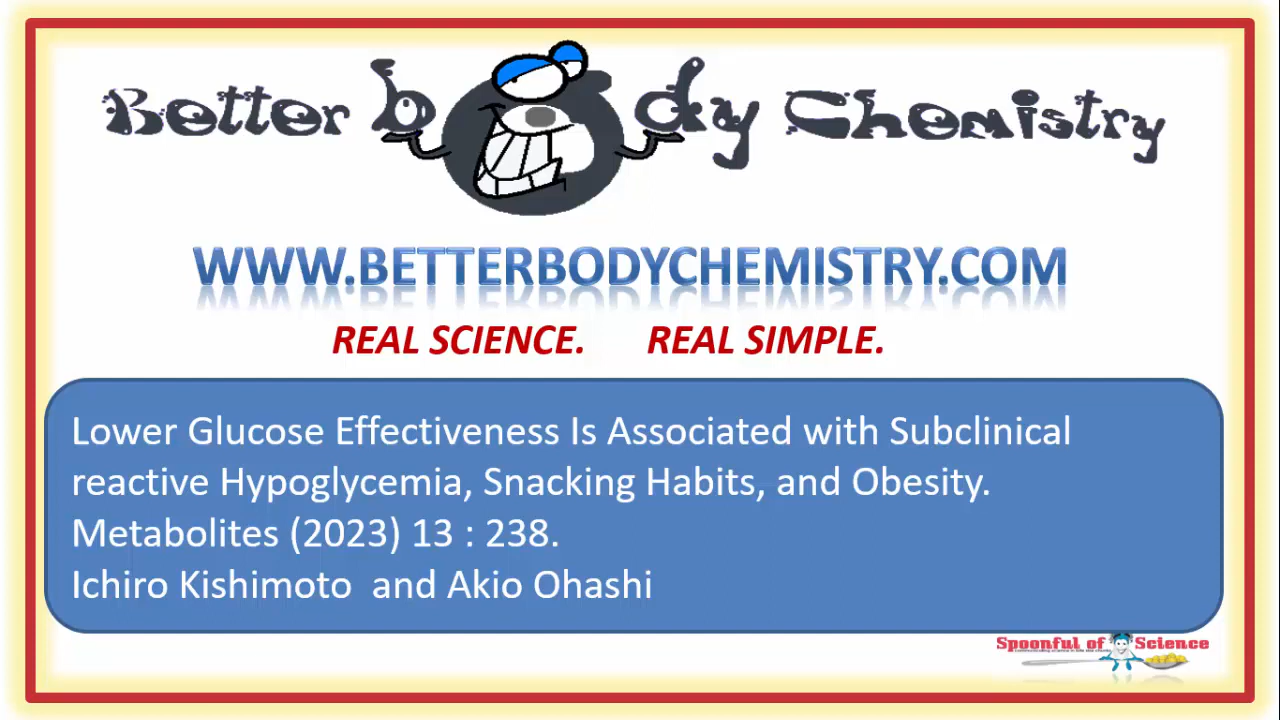 Better body Chemistry
WWW.BETTERBODYCHEMISTRY.COM
REAL SCIENCE. REAL SIMPLE.
Lower Glucose Effectiveness Is Associated with Subclinical
reactive Hypoglycemia, Snacking Habits, and Obesity.
Metabolites (2023) 13 : 238.
Ichiro Kishimoto and Akio Ohashi
Spoonful of Science